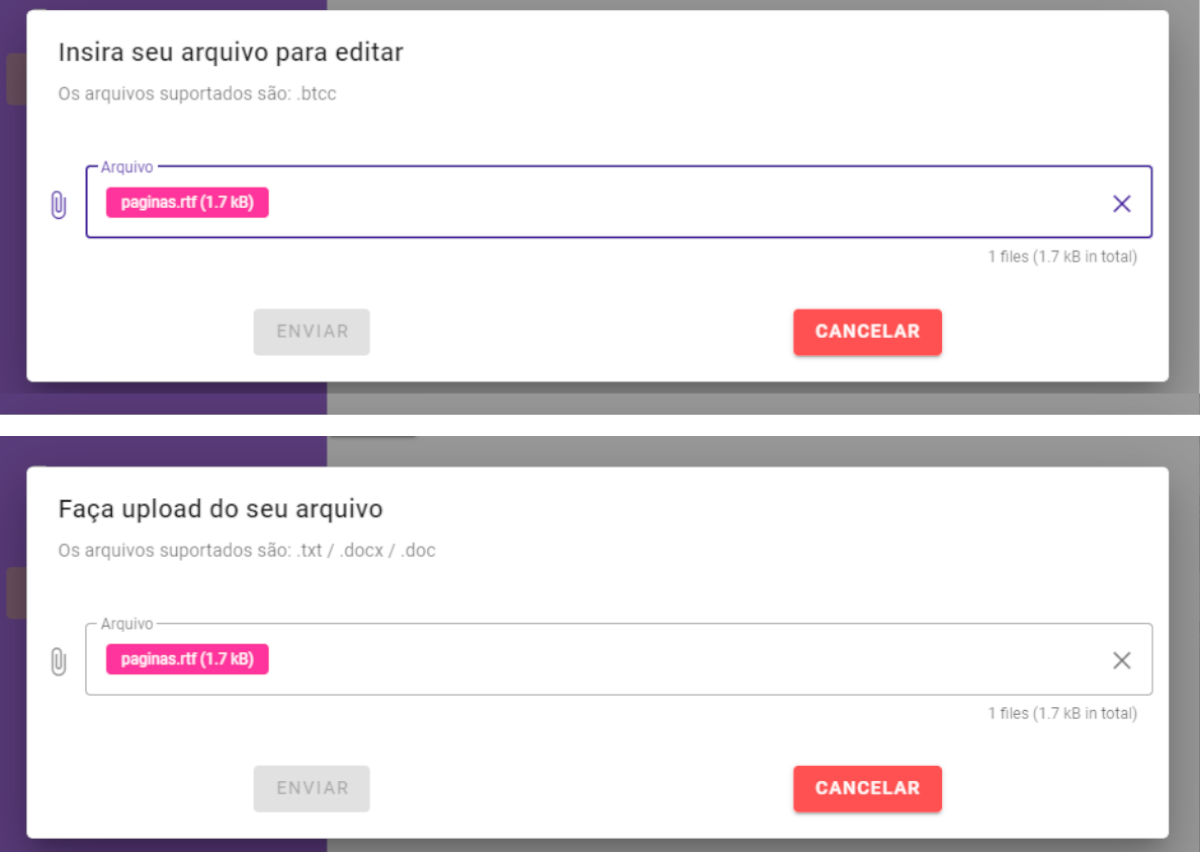 Insira seu arquivo para editar
Os arquivos suportados são: .btcc
Arquivo
paginas.rtf (1.7 kB)
1 files (1.7 kB in total)
ENVIAR
CANCELAR
Faça upload do seu arquivo
Os arquivos suportados são: .txt / .docx / .doc
Arquivo
paginas.rtf (1.7 kB)
1 files (1.7 kB in total)
ENVIAR
CANCELAR